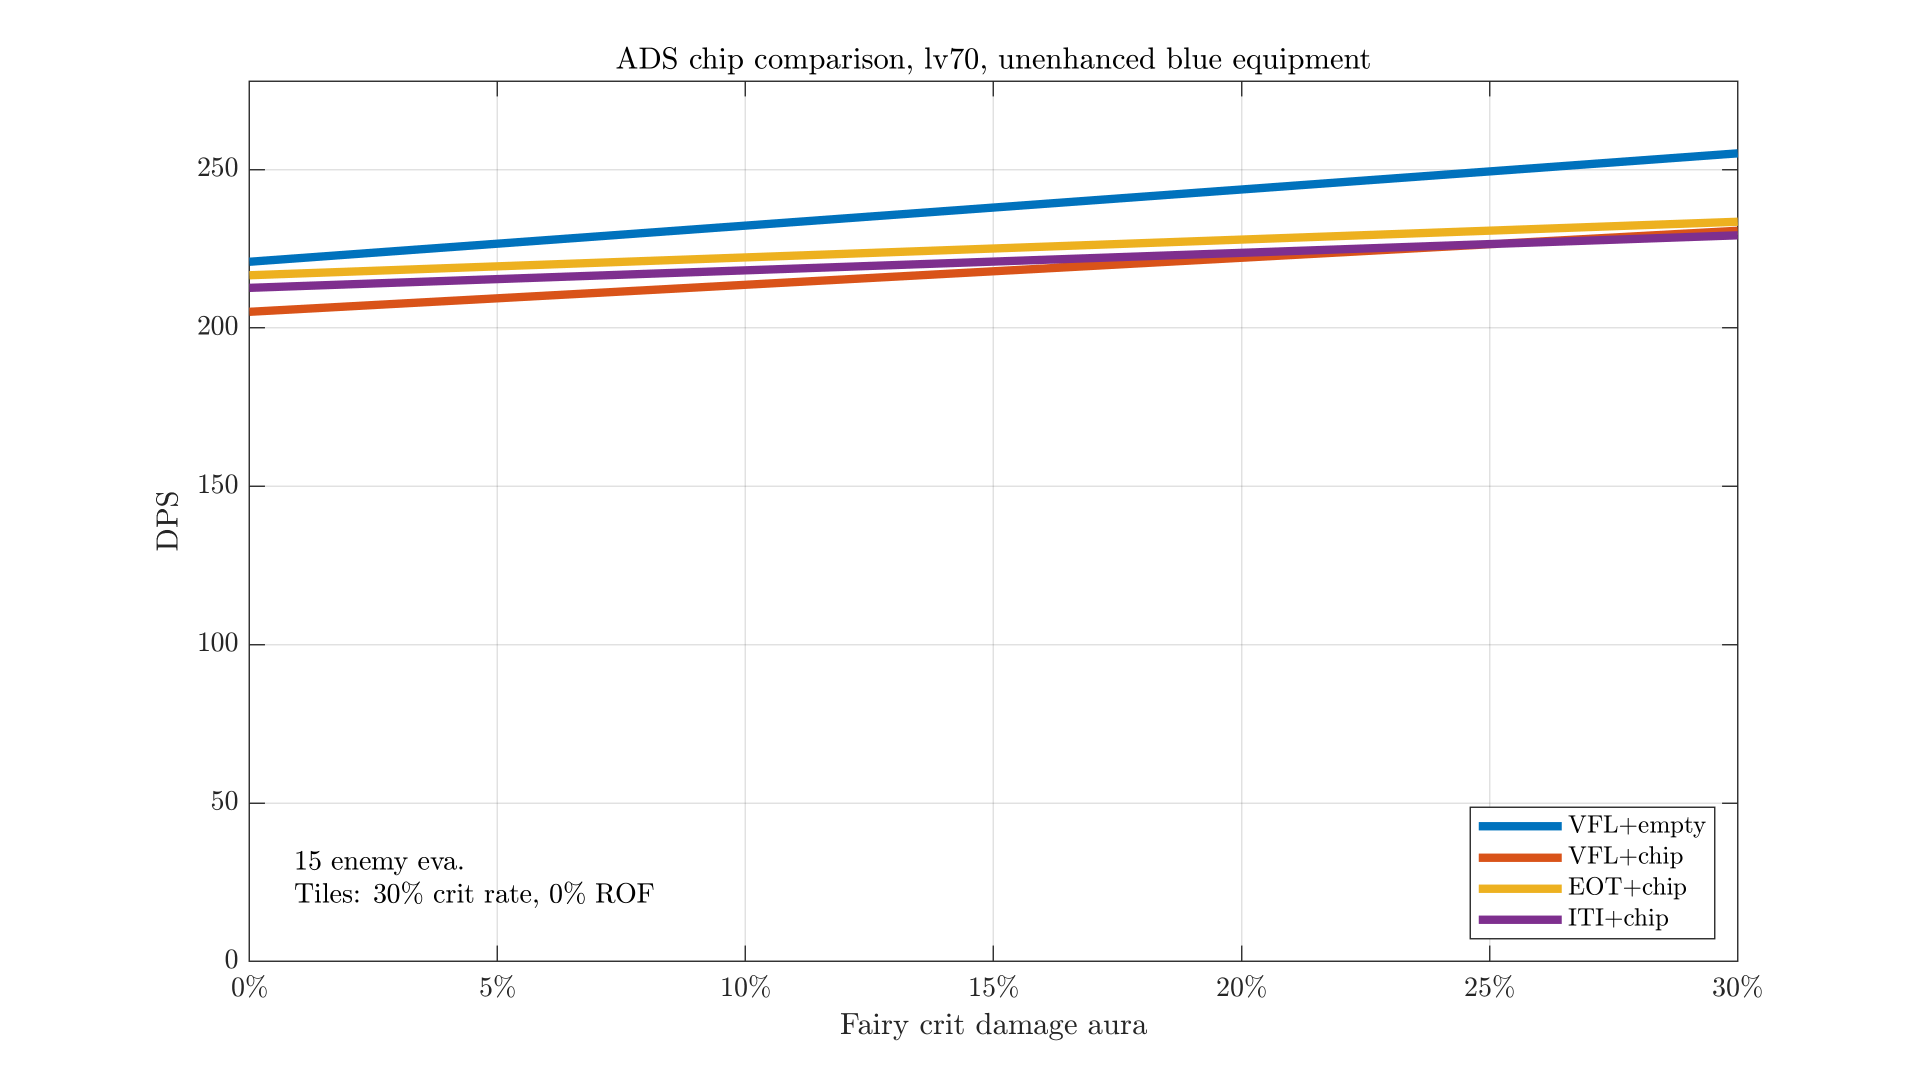 ADS chip comparison, lv70, unenhanced blue equipment
250
200
150
100
50
0
DPS
15 enemy eva.
Tiles: 30% crit rate, 0% ROF
VFL+empty
VFL+chip
EOT+chip
ITI+chip
0% 5% 10% 15% 20% 25% 30%
Fairy crit damage aura